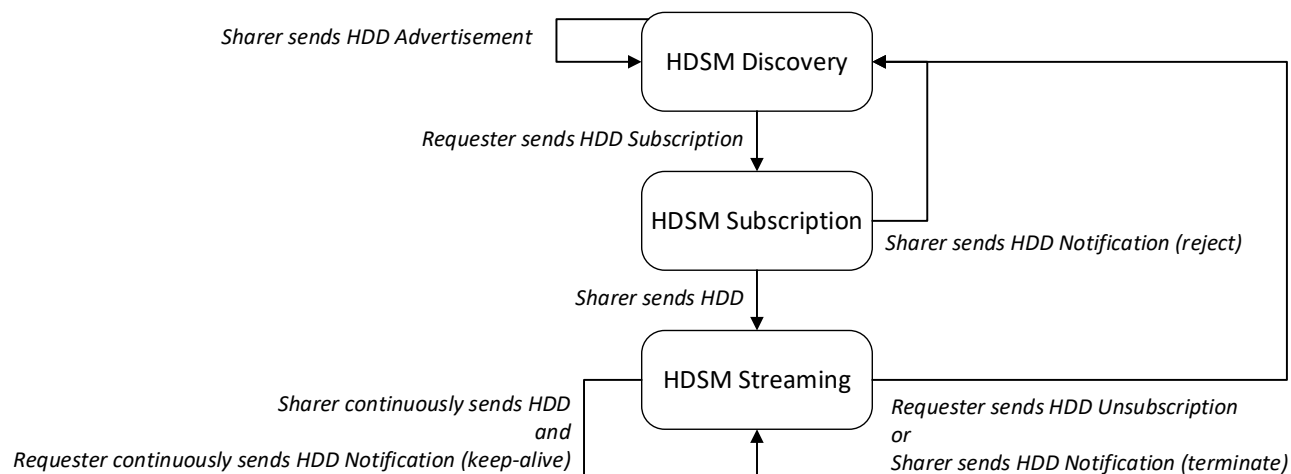 Sharer sends HDD Advertisement
HDSM Discovery
Requester sends HDD Subscription
HDSM Subscription
Sharer sends HDD Notification (reject)
Sharer sends HDD
HDSM Streaming
Sharer continuously sends HDD
and
Requester continuously sends HDD Notification (keep-alive)
Requester sends HDD Unsubscription
or
Sharer sends HDD Notification (terminate)